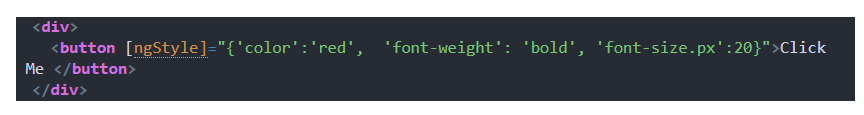 <div>
<button [ngStyle]="{'color':'red',  'font-weight': 'bold', 'font-size.px':20}">Click
Me </button>
</div>